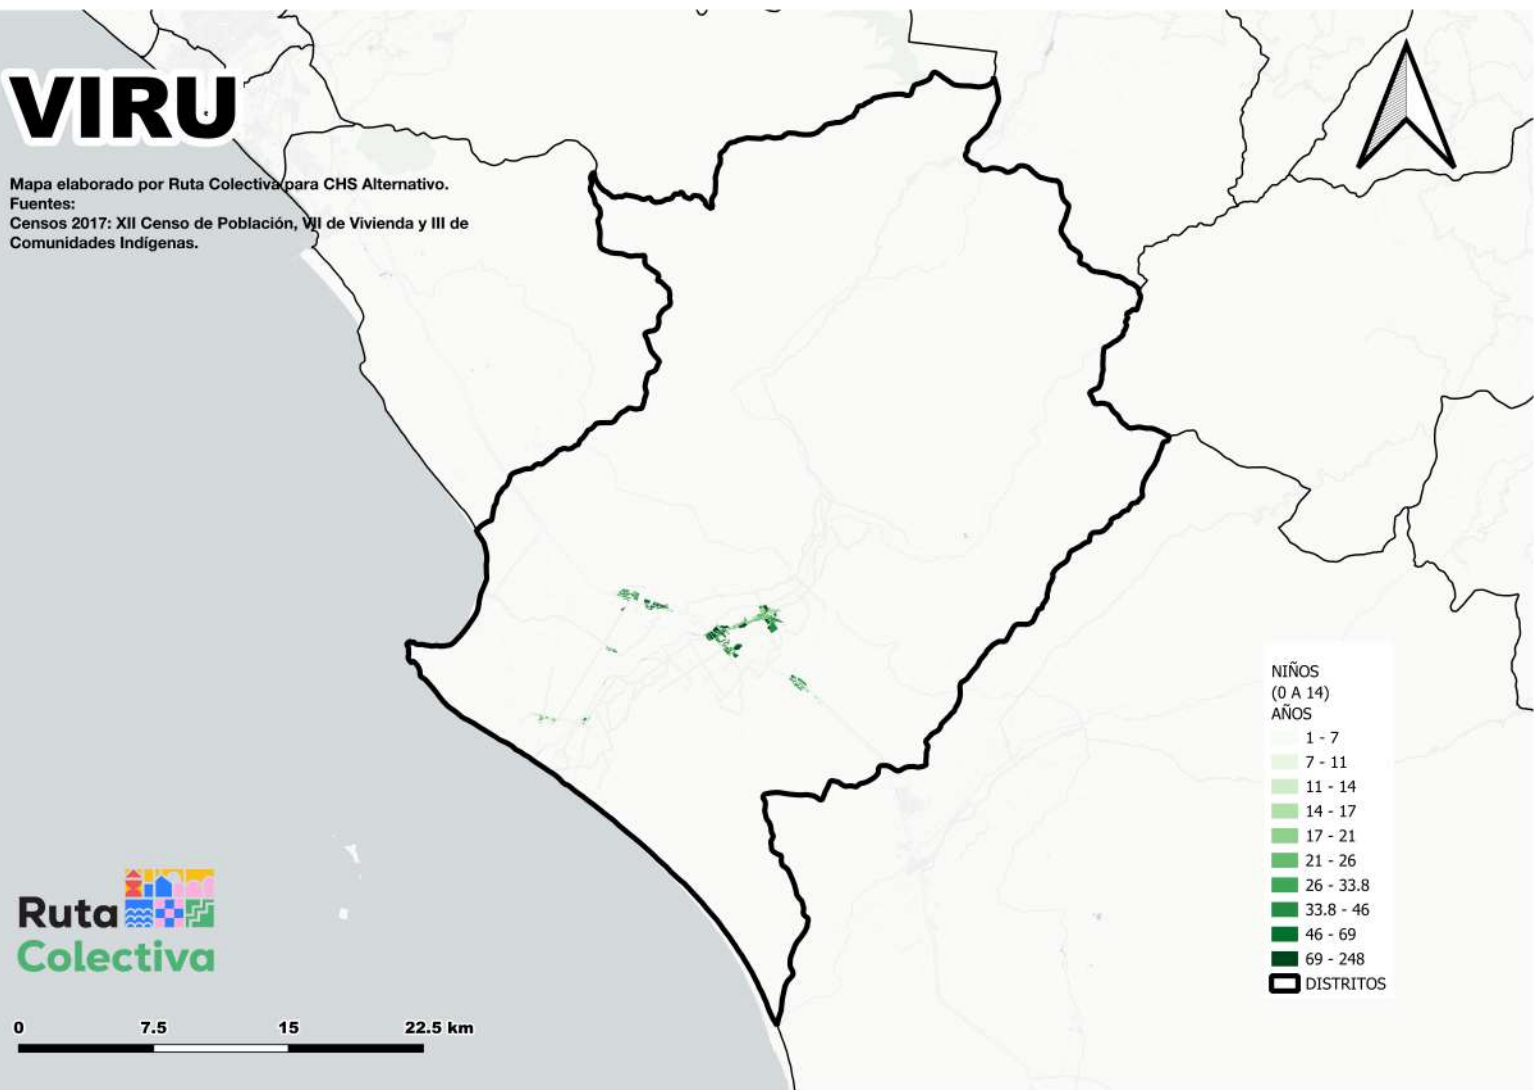 VIRU
Mapa elaborado por Ruta Colectiva para CHS Alternativo.
Fuentes:
Censos 2017: XII Censo de Población, VII de Vivienda y III de
Comunidades Indígenas.
NIÑOS
(0 A 14)
AÑOS
1 - 7
7 - 11
11 - 14
14 - 17
17 - 21
21 - 26
26 - 33.8
33.8 - 46
46 - 69
69 - 248
DISTRITOS
Ruta
Colectiva
0 7.5 15 22.5 km